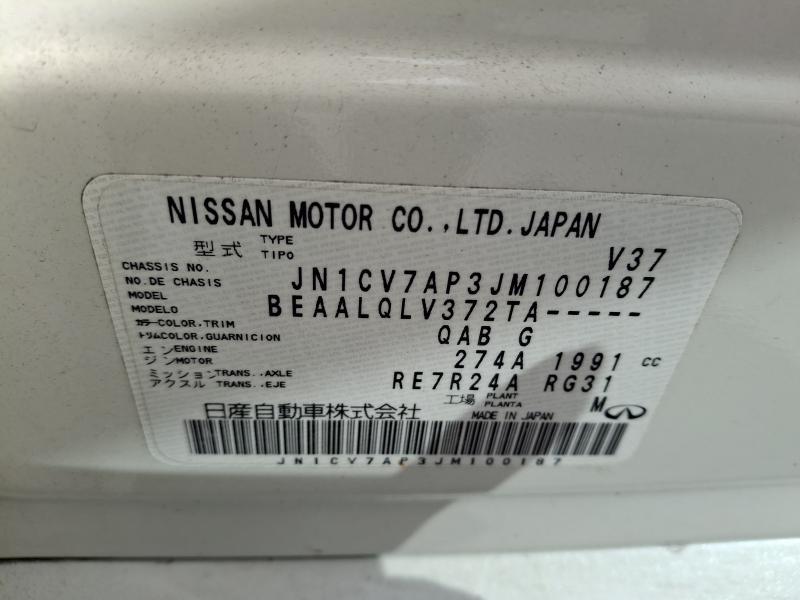 NISSAN MOTOR CO.,LTD.JAPAN
型式 TYPE TIPO V37
CHASSIS NO. NO.DE CHASIS JN1CV7AP3JM100187
MODEL MODELO BEAALQLV372TA-----
カラー COLOR,TRIM トリム COLOR,GUARNICION QAB G
エンジン ENGINE MOTOR 274A 1991 cc
ミッション TRANS. アクスル AXLE TRANS. EJE RE7R24A RG31
工場 PLANT PLANTA M
日産自動車株式会社 MADE IN JAPAN
JN1CV7AP3JM100187